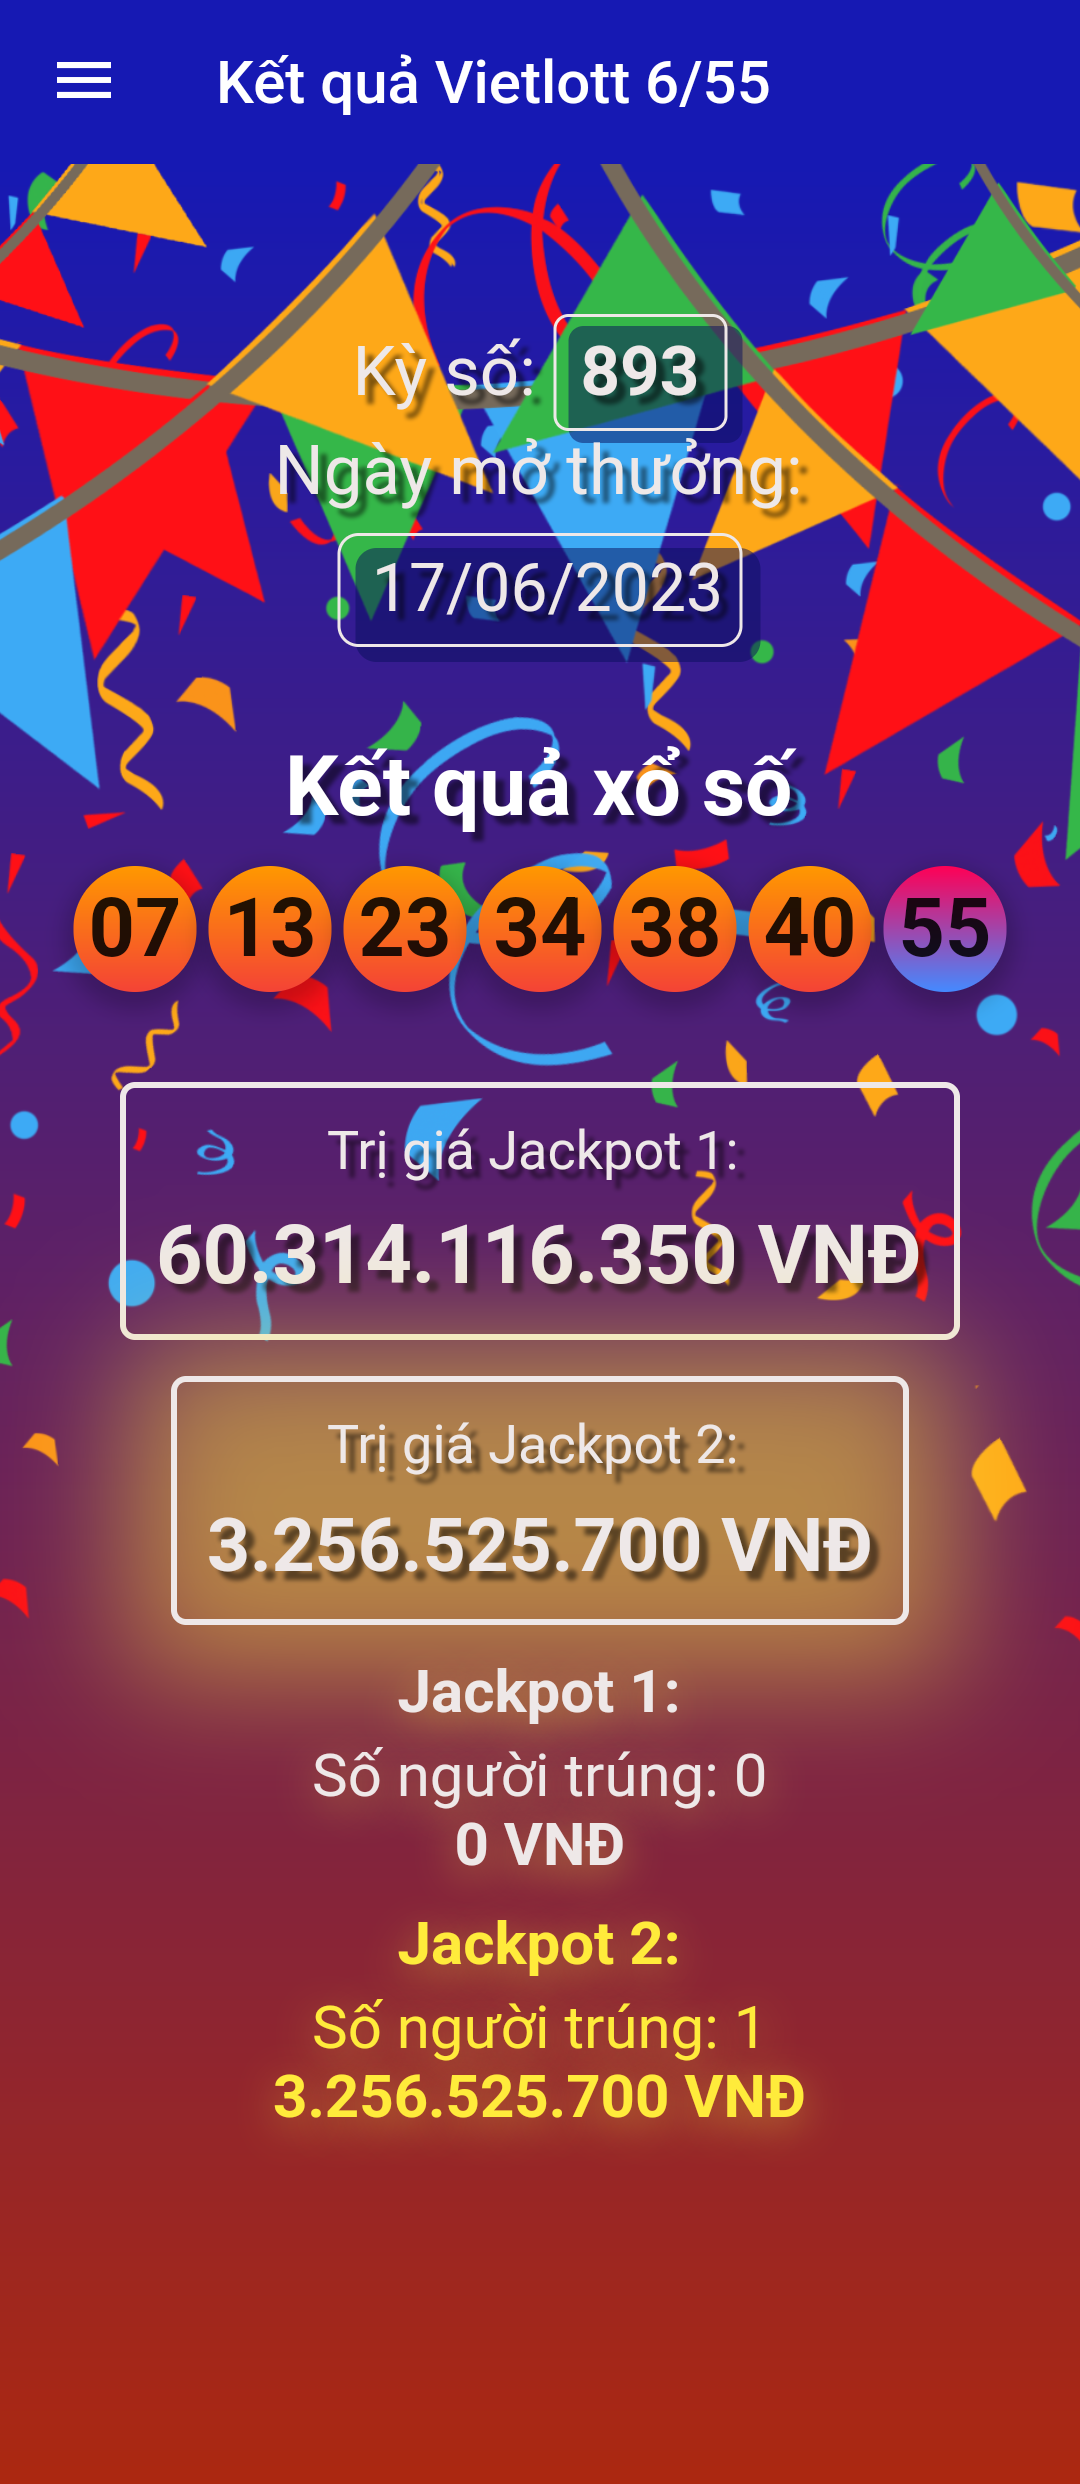 Kết quả Vietlott 6/55
Kỳ số: 893
Ngày mở thưởng:
17/06/2023
Kết quả xổ số
07 13 23 34 38 40 55
Trị giá Jackpot 1:
60.314.116.350 VNĐ
Trị giá Jackpot 2:
3.256.525.700 VNĐ
Jackpot 1:
Số người trúng: 0
0 VNĐ
Jackpot 2:
Số người trúng: 1
3.256.525.700 VNĐ